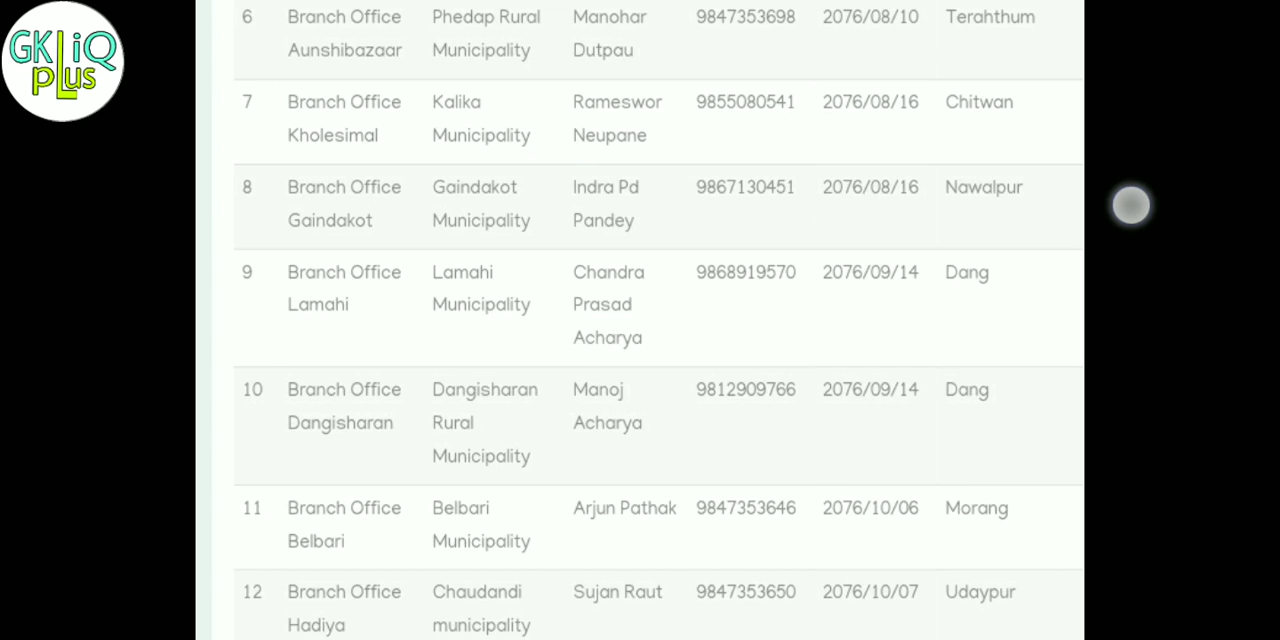 GKLiQ
pLus
6 Branch Office Phedap Rural Manohar 9847353698 2076/08/10 Terahthum
Aunshibazaar Municipality Dutpau
7 Branch Office Kalika Rameswor 9855080541 2076/08/16 Chitwan
Kholesimal Municipality Neupane
8 Branch Office Gaindakot Indra Pd 9867130451 2076/08/16 Nawalpur
Gaindakot Municipality Pandey
9 Branch Office Lamahi Chandra 9868919570 2076/09/14 Dang
Lamahi Municipality Prasad
Acharya
10 Branch Office Dangisharan Manoj 9812909766 2076/09/14 Dang
Dangisharan Rural Acharya
Municipality
11 Branch Office Belbari Arjun Pathak 9847353646 2076/10/06 Morang
Belbari Municipality
12 Branch Office Chaudandi Sujan Raut 9847353650 2076/10/07 Udaypur
Hadiya municipality